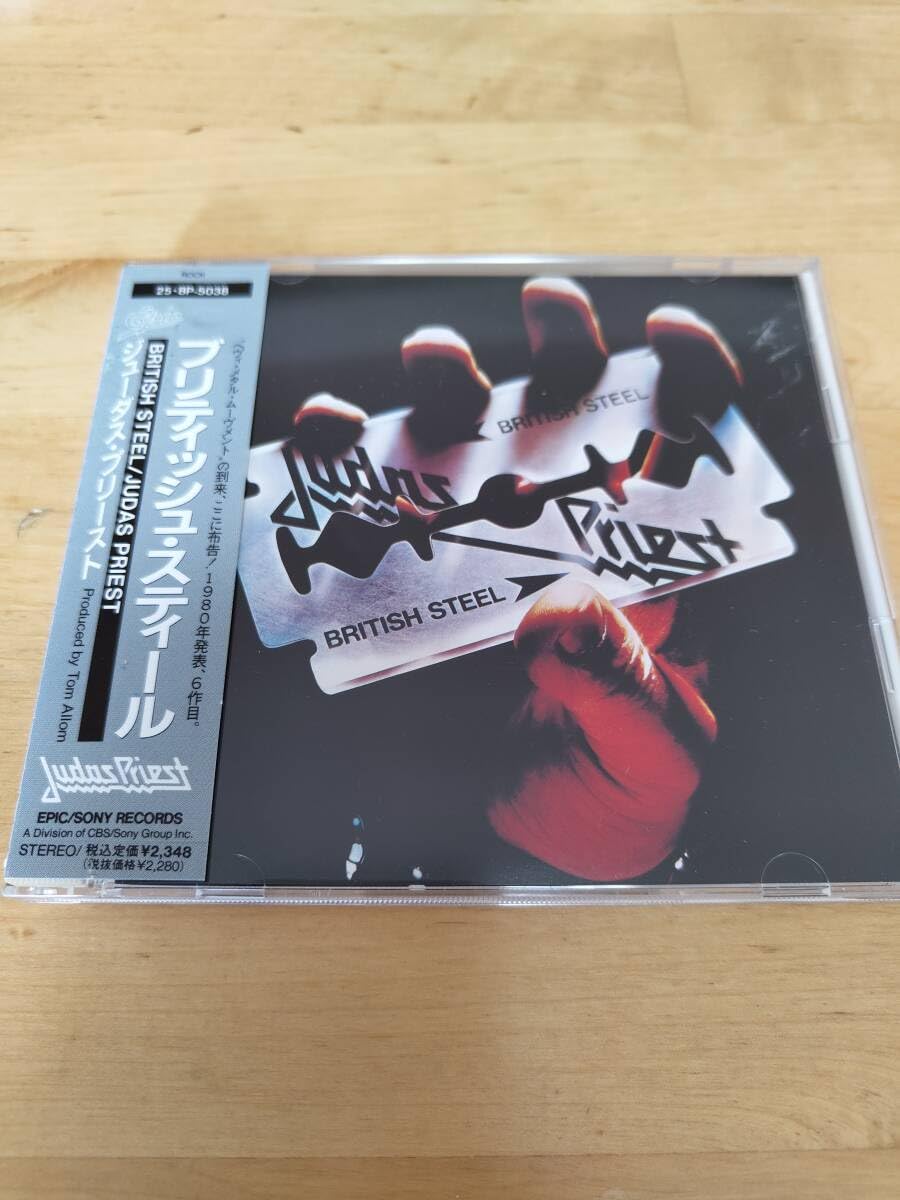 ROCK
25・8P-5038
Epic
"ヘヴィ・メタル・ムーヴメント"の到来、ここに布告！1980年発表、6作目。
ブリティッシュ・スティール
BRITISH STEEL/JUDAS PRIEST
ジューダス・プリースト
Produced by Tom Allom
Judas Priest
EPIC/SONY RECORDS
A Division of CBS/Sony Group Inc.
STEREO/税込定価¥2,348
(税抜価格¥2,280)
BRITISH STEEL
Judas
Priest
BRITISH STEEL